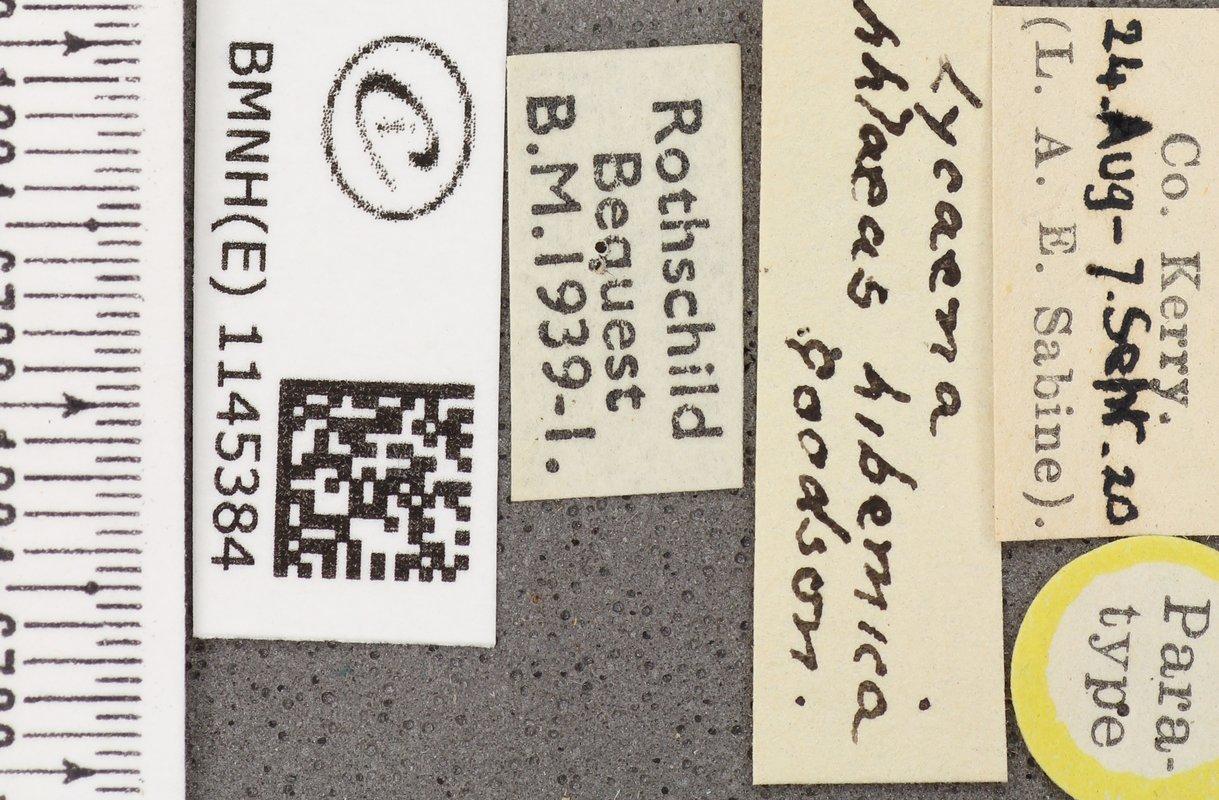 Co. Kerry.
24.Aug-7.Sept.20
(L. A. E. Sabine).
Para-
type
Lycaena
phlaeas hibernica
goodson.
Rothschild
Bequest
B.M.1939-1.
BMNH(E) 1145384